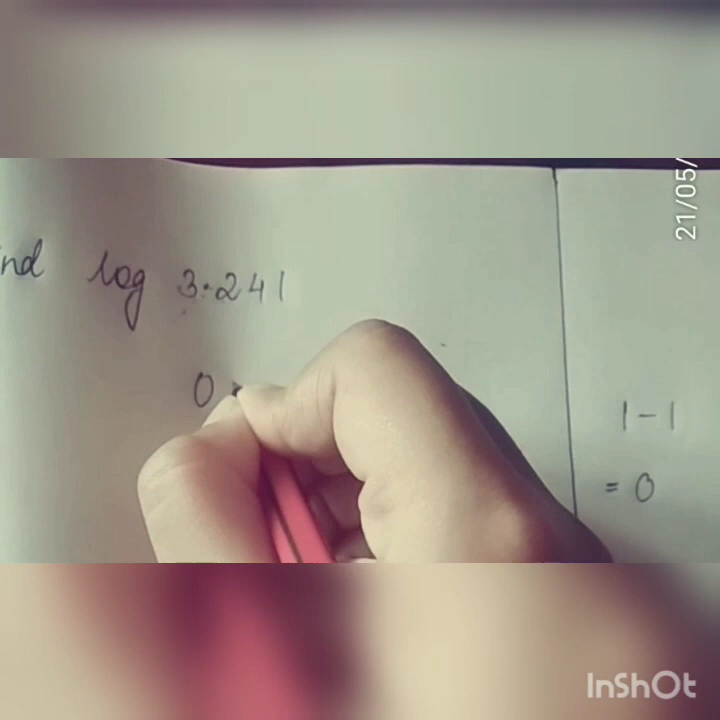 nd log 3.241
0.
1-1
= 0
21/05/
InShOt